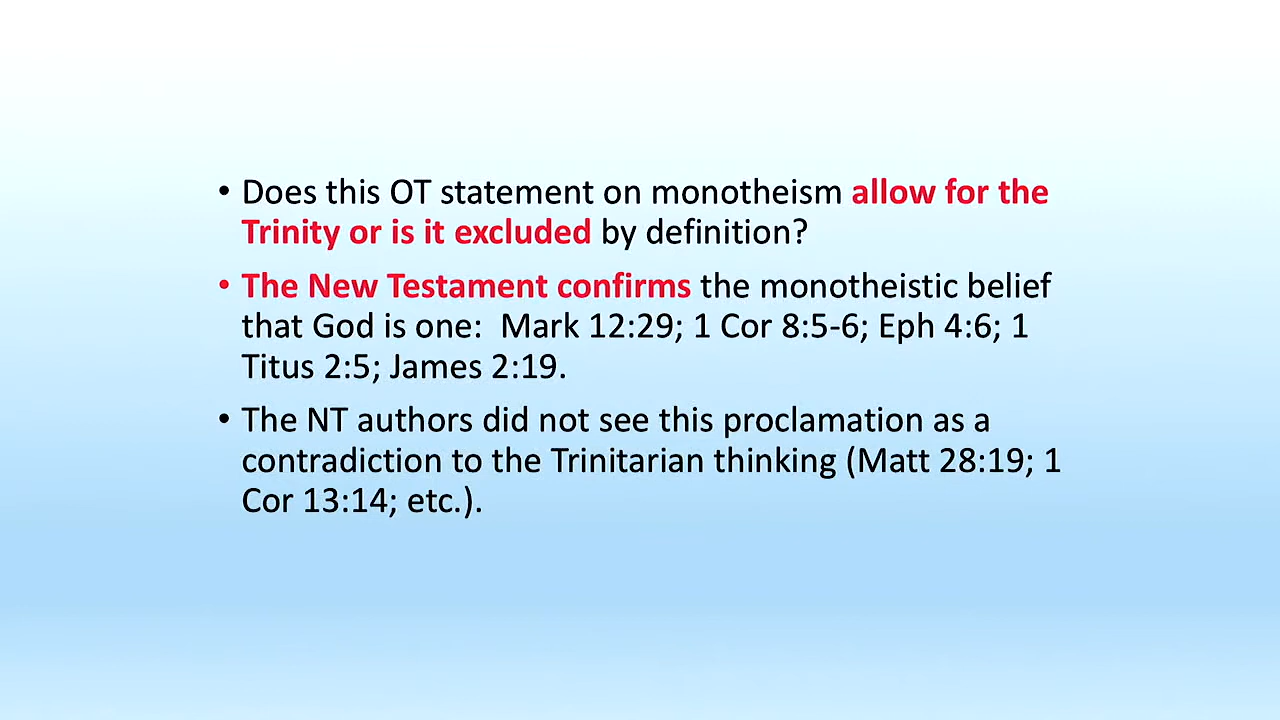 • Does this OT statement on monotheism allow for the
Trinity or is it excluded by definition?
• The New Testament confirms the monotheistic belief
that God is one:  Mark 12:29; 1 Cor 8:5-6; Eph 4:6; 1
Titus 2:5; James 2:19.
• The NT authors did not see this proclamation as a
contradiction to the Trinitarian thinking (Matt 28:19; 1
Cor 13:14; etc.).